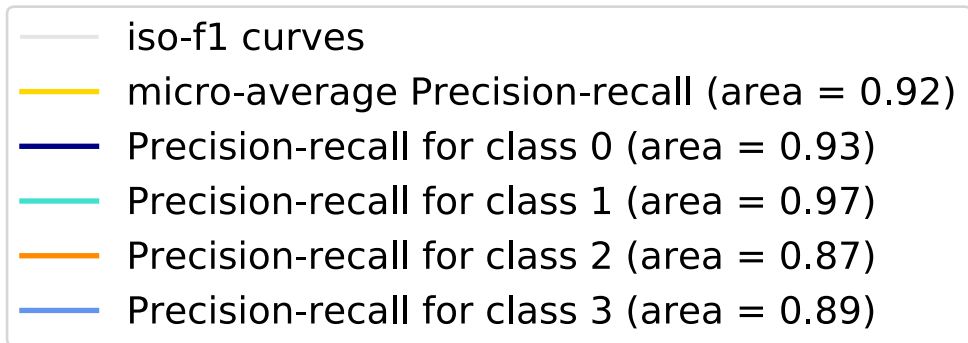 iso-f1 curves
micro-average Precision-recall (area = 0.92)
Precision-recall for class 0 (area = 0.93)
Precision-recall for class 1 (area = 0.97)
Precision-recall for class 2 (area = 0.87)
Precision-recall for class 3 (area = 0.89)